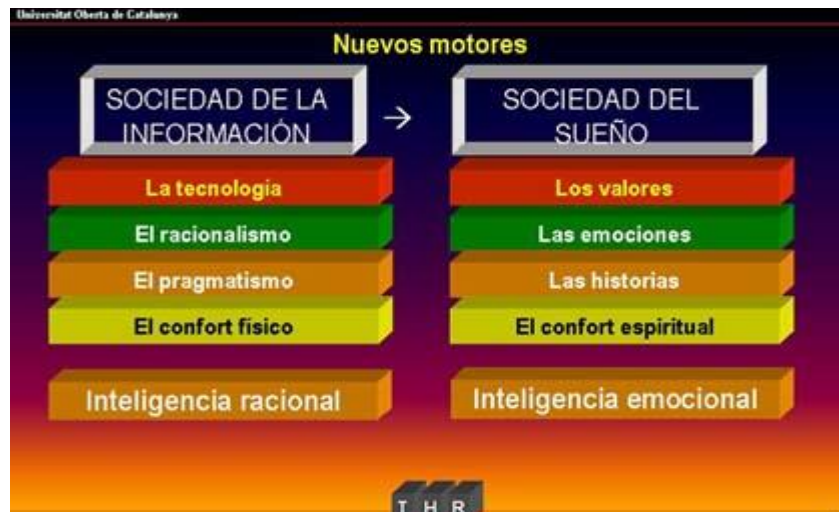 Universitat Oberta de Catalunya
Nuevos motores
SOCIEDAD DE LA
INFORMACIÓN
→
SOCIEDAD DEL
SUEÑO
La tecnología
Los valores
El racionalismo
Las emociones
El pragmatismo
Las historias
El confort físico
El confort espiritual
Inteligencia racional
Inteligencia emocional
I H R